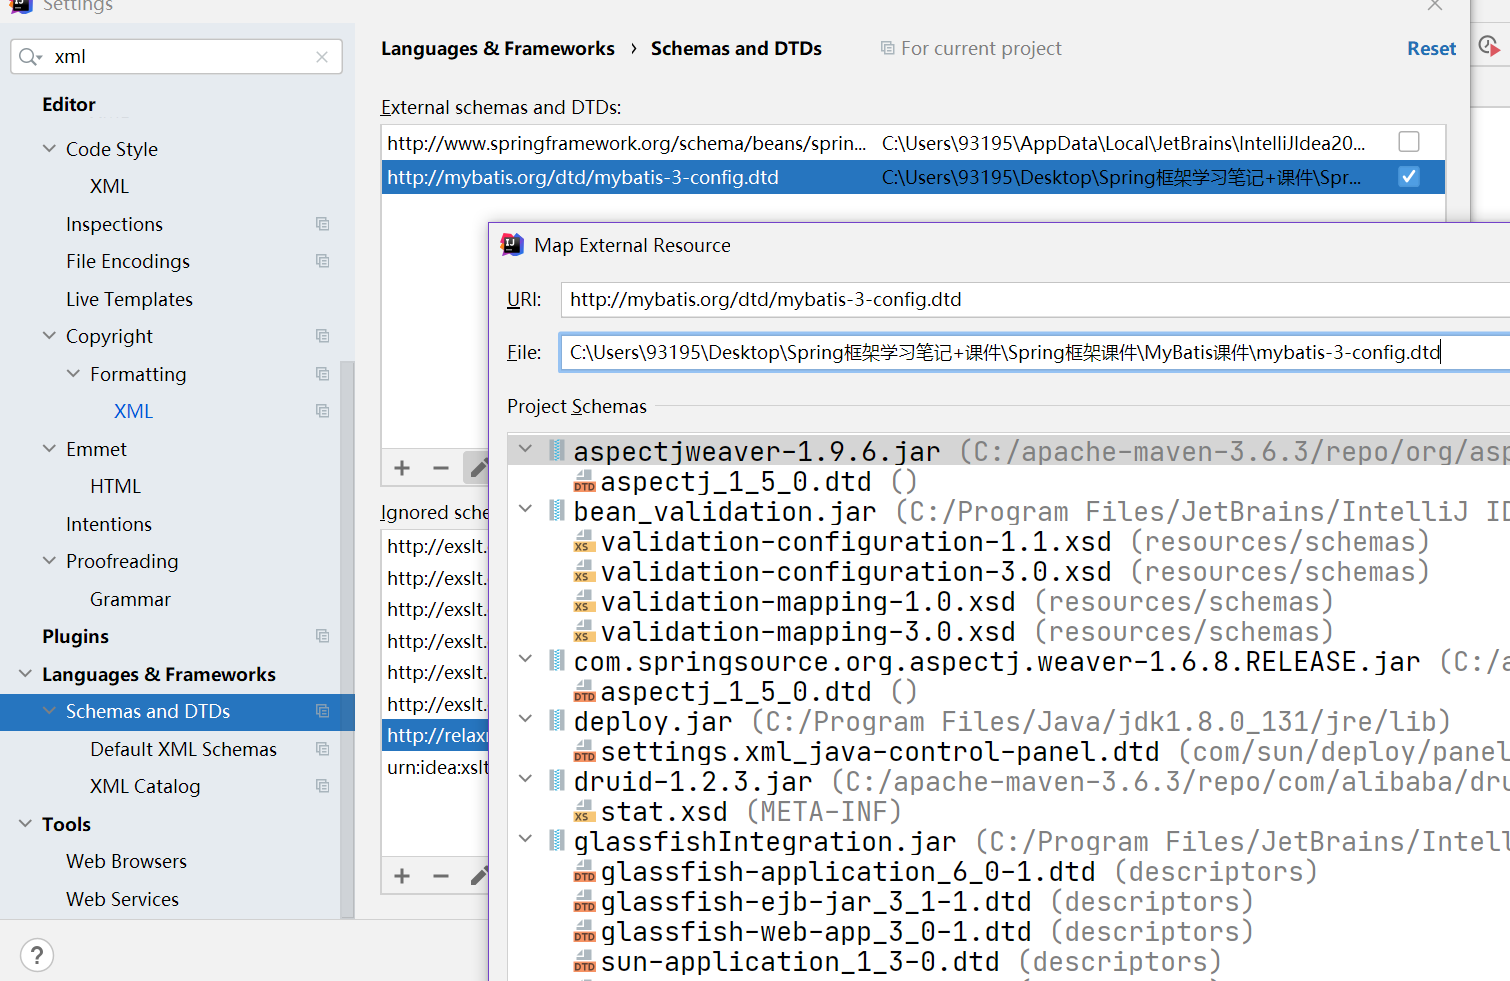 Settings
xml
Languages & Frameworks › Schemas and DTDs
For current project
Reset
Editor
Code Style
XML
Inspections
File Encodings
Live Templates
Copyright
Formatting
XML
Emmet
HTML
Intentions
Proofreading
Grammar
Plugins
Languages & Frameworks
Schemas and DTDs
Default XML Schemas
XML Catalog
Tools
Web Browsers
Web Services
?
External schemas and DTDs:
http://www.springframework.org/schema/beans/sprin... C:\Users\93195\AppData\Local\JetBrains\IntelliJIdea20...
http://mybatis.org/dtd/mybatis-3-config.dtd C:\Users\93195\Desktop\Spring框架学习笔记+课件\Spr...
Ignored sche
http://exslt.
http://exslt.
http://exslt.
http://exslt.
http://exslt.
http://exslt.
http://relax
urn:idea:xslt
Map External Resource
URI: http://mybatis.org/dtd/mybatis-3-config.dtd
File: C:\Users\93195\Desktop\Spring框架学习笔记+课件\Spring框架课件\MyBatis课件\mybatis-3-config.dtd
Project Schemas
aspectjweaver-1.9.6.jar (C:/apache-maven-3.6.3/repo/org/asp
DTD aspectj_1_5_0.dtd ()
bean_validation.jar (C:/Program Files/JetBrains/IntelliJ ID
XS validation-configuration-1.1.xsd (resources/schemas)
XS validation-configuration-3.0.xsd (resources/schemas)
XS validation-mapping-1.0.xsd (resources/schemas)
XS validation-mapping-3.0.xsd (resources/schemas)
com.springsource.org.aspectj.weaver-1.6.8.RELEASE.jar (C:/a
DTD aspectj_1_5_0.dtd ()
deploy.jar (C:/Program Files/Java/jdk1.8.0_131/jre/lib)
DTD settings.xml_java-control-panel.dtd (com/sun/deploy/panel
druid-1.2.3.jar (C:/apache-maven-3.6.3/repo/com/alibaba/dru
XS stat.xsd (META-INF)
glassfishIntegration.jar (C:/Program Files/JetBrains/Intell
DTD glassfish-application_6_0-1.dtd (descriptors)
DTD glassfish-ejb-jar_3_1-1.dtd (descriptors)
DTD glassfish-web-app_3_0-1.dtd (descriptors)
DTD sun-application_1_3-0.dtd (descriptors)